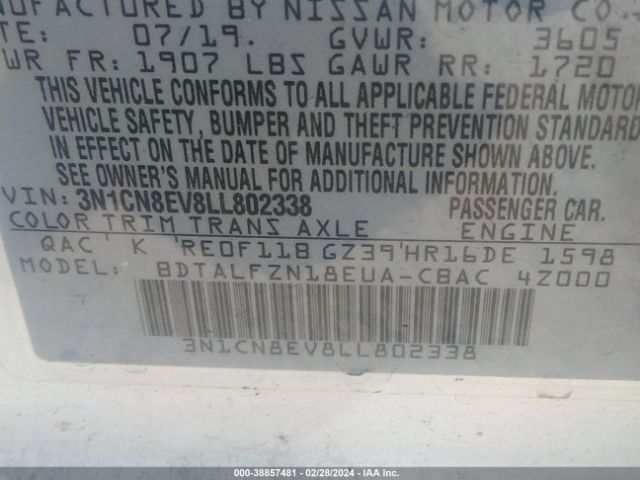 NUFACTURED BY NISSAN MOTOR CO.
TE: 07/19. GVWR: 3605
WR FR: 1907 LBS GAWR RR: 1720
THIS VEHICLE CONFORMS TO ALL APPLICABLE FEDERAL MOTOR
VEHICLE SAFETY, BUMPER AND THEFT PREVENTION STANDARD
IN EFFECT ON THE DATE OF MANUFACTURE SHOWN ABOVE.
SEE OWNER'S MANUAL FOR ADDITIONAL INFORMATION.
VIN: 3N1CN8EV8LL802338 PASSENGER CAR.
COLOR TRIM TRANS AXLE ENGINE
QAC K RE0F11B GZ39 HR16DE 1598
MODEL: BDTALFZN18EUA-CBAC 4Z000
3N1CN8EV8LL802338
000-38857481 - 02/28/2024 - IAA Inc.